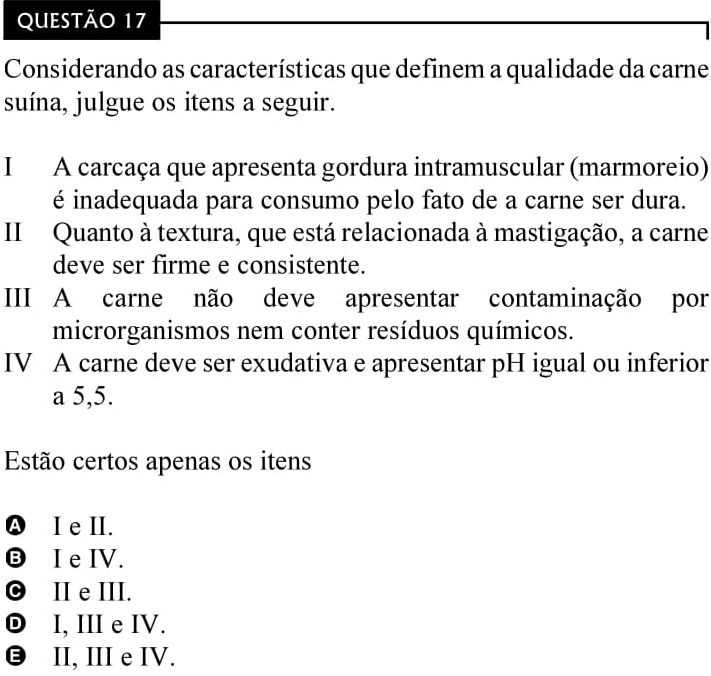 QUESTÃO 17
Considerando as características que definem a qualidade da carne
suína, julgue os itens a seguir.
I A carcaça que apresenta gordura intramuscular (marmoreio)
é inadequada para consumo pelo fato de a carne ser dura.
II Quanto à textura, que está relacionada à mastigação, a carne
deve ser firme e consistente.
III A carne não deve apresentar contaminação por
microrganismos nem conter resíduos químicos.
IV A carne deve ser exudativa e apresentar pH igual ou inferior
a 5,5.
Estão certos apenas os itens
A I e II.
B I e IV.
C II e III.
D I, III e IV.
E II, III e IV.